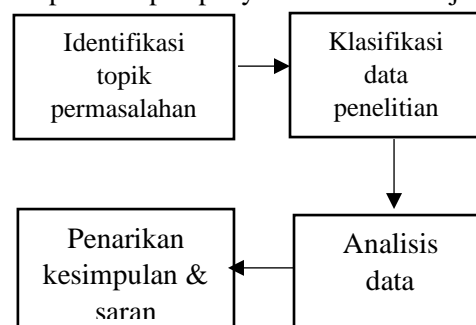 Identifikasi
topik
permasalahan
Klasifikasi
data
penelitian
Analisis
data
Penarikan
kesimpulan &
saran